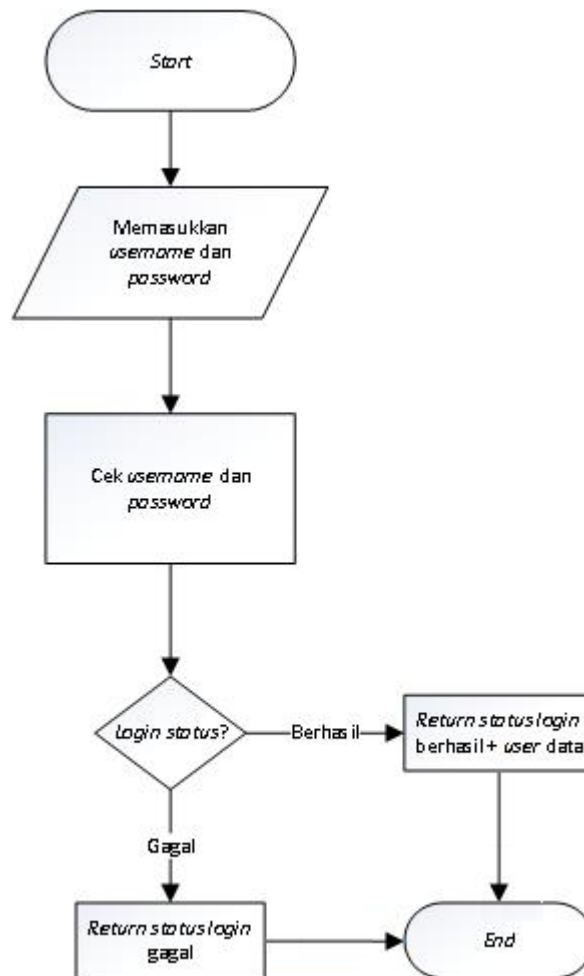 Start
Memasukkan
username dan
password
Cek username dan
password
Login status?
Berhasil
Return status login
berhasil + user data
Gagal
Return status login
gagal
End